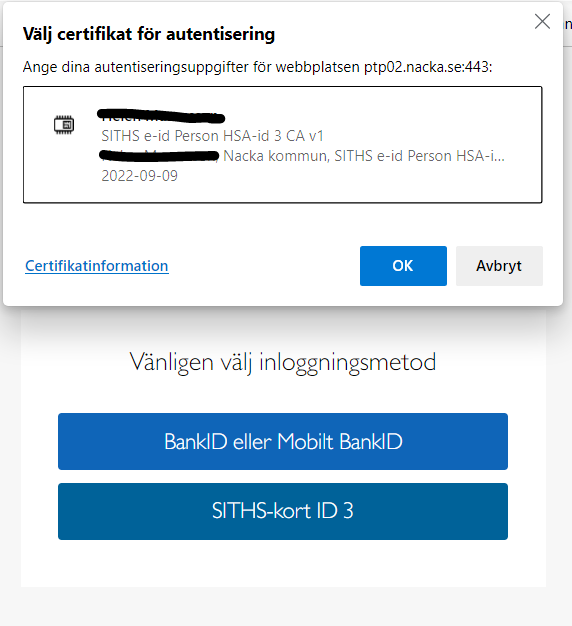 Välj certifikat för autentisering
Ange dina autentiseringsuppgifter för webbplatsen ptp02.nacka.se:443:
SITHS e-id Person HSA-id 3 CA v1
, Nacka kommun, SITHS e-id Person HSA-i...
2022-09-09
Certifikatinformation
OK
Avbryt
Vänligen välj inloggningsmetod
BankID eller Mobilt BankID
SITHS-kort ID 3